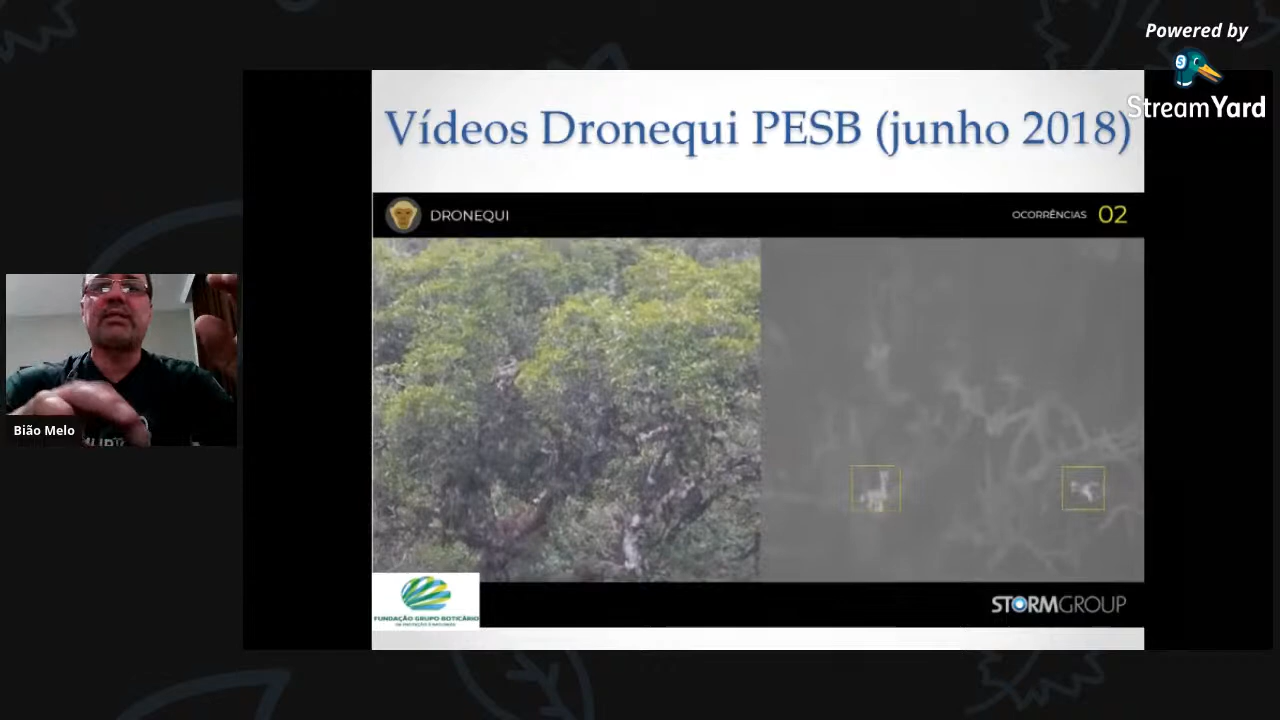 Powered by
StreamYard
Vídeos Dronequi PESB (junho 2018)
DRONEQUI
OCORRÊNCIAS 02
Bião Melo
FUNDAÇÃO GRUPO BOTICÁRIO
STORMGROUP